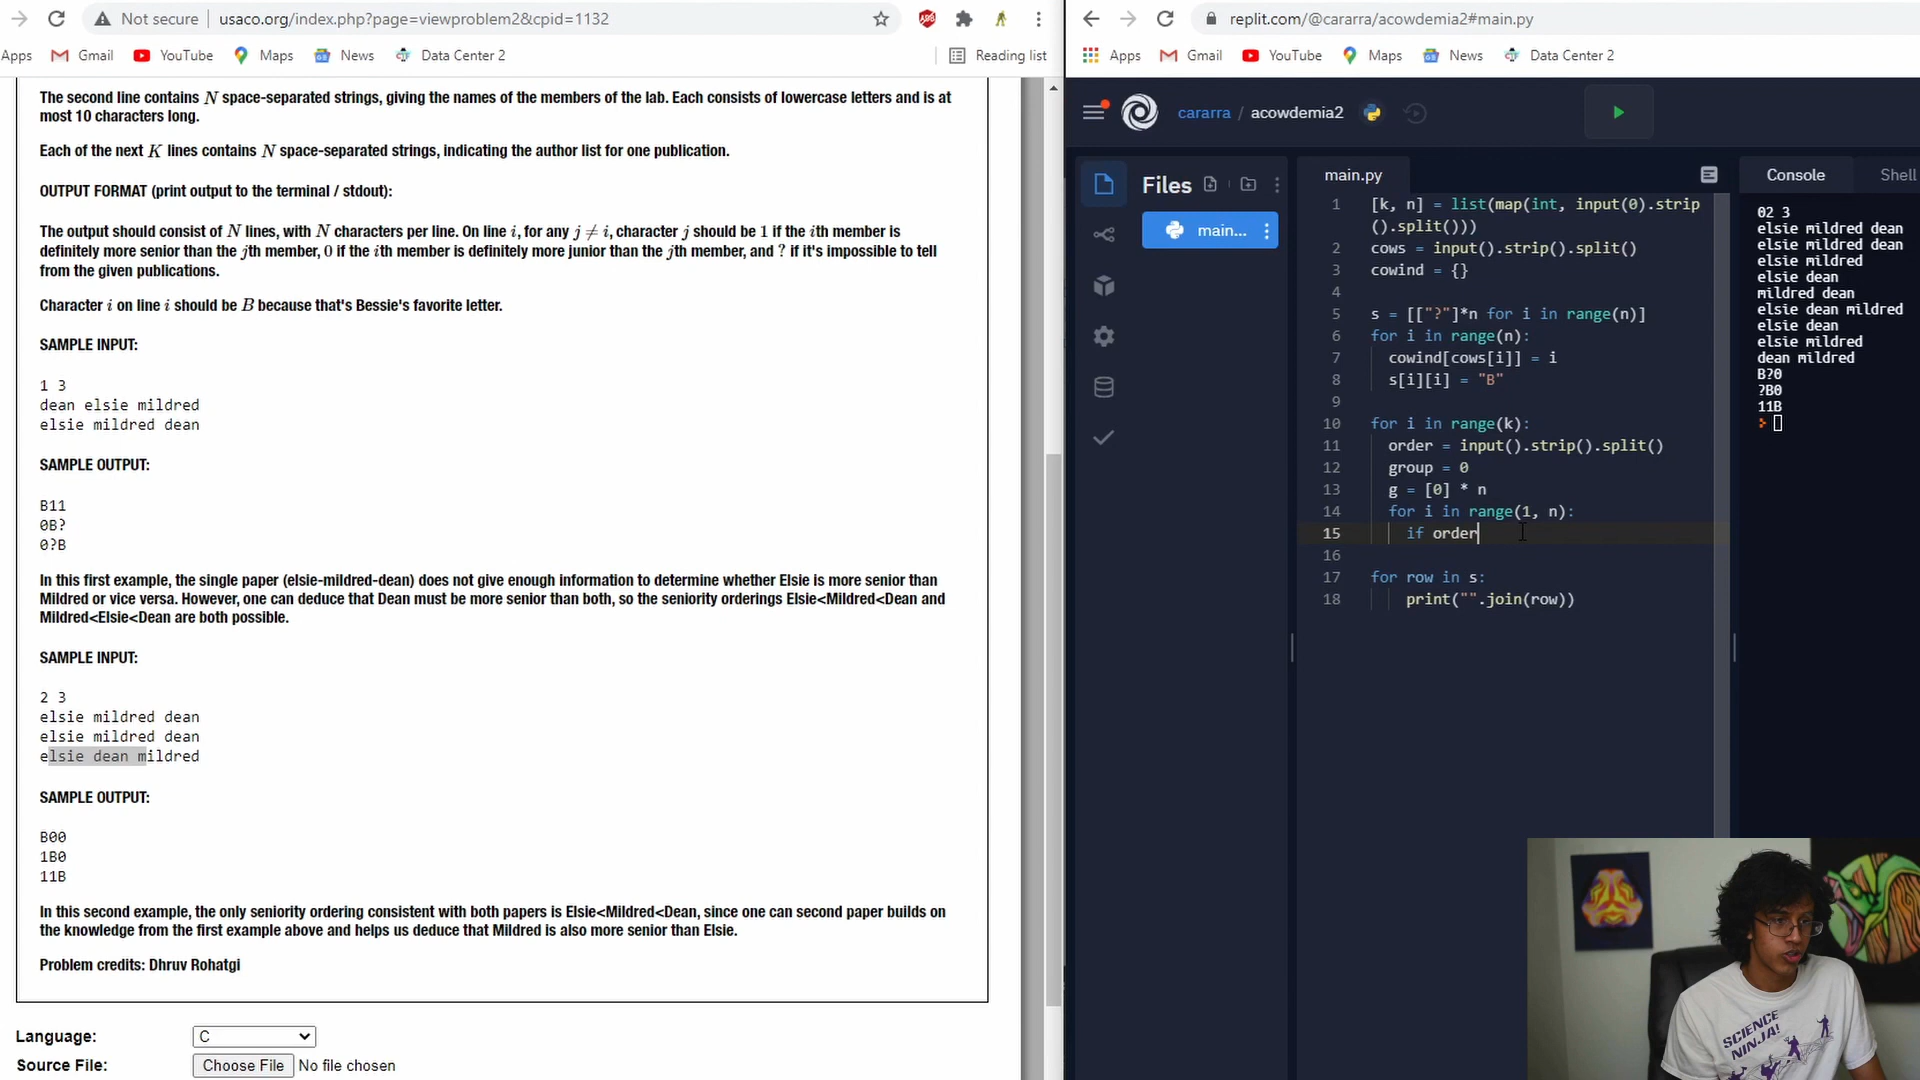 Not secure
usaco.org/index.php?page=viewproblem2&cpid=1132
Apps
Gmail
YouTube
Maps
News
Data Center 2
Reading list
The second line contains N space-separated strings, giving the names of the members of the lab. Each consists of lowercase letters and is at
most 10 characters long.
Each of the next K lines contains N space-separated strings, indicating the author list for one publication.
OUTPUT FORMAT (print output to the terminal / stdout):
The output should consist of N lines, with N characters per line. On line i, for any j ≠ i, character j should be 1 if the ith member is
definitely more senior than the jth member, 0 if the ith member is definitely more junior than the jth member, and ? if it's impossible to tell
from the given publications.
Character i on line i should be B because that's Bessie's favorite letter.
SAMPLE INPUT:
1 3
dean elsie mildred
elsie mildred dean
SAMPLE OUTPUT:
B11
0B?
0?B
In this first example, the single paper (elsie-mildred-dean) does not give enough information to determine whether Elsie is more senior than
Mildred or vice versa. However, one can deduce that Dean must be more senior than both, so the seniority orderings Elsie<Mildred<Dean and
Mildred<Elsie<Dean are both possible.
SAMPLE INPUT:
2 3
elsie mildred dean
elsie mildred dean
elsie dean mildred
SAMPLE OUTPUT:
B00
1B0
11B
In this second example, the only seniority ordering consistent with both papers is Elsie<Mildred<Dean, since one can second paper builds on
the knowledge from the first example above and helps us deduce that Mildred is also more senior than Elsie.
Problem credits: Dhruv Rohatgi
Language:
C
Source File:
Choose File No file chosen
replit.com/@cararra/acowdemia2#main.py
Apps
Gmail
YouTube
Maps
News
Data Center 2
cararra / acowdemia2
Files
main...
main.py
1 [k, n] = list(map(int, input(0).strip
().split()))
2 cows = input().strip().split()
3 cowind = {}
4
5 s = [["?"]*n for i in range(n)]
6 for i in range(n):
7 cowind[cows[i]] = i
8 s[i][i] = "B"
9
10 for i in range(k):
11 order = input().strip().split()
12 group = 0
13 g = [0] * n
14 for i in range(1, n):
15 if order
16
17 for row in s:
18 print("".join(row))
Console
Shell
02 3
elsie mildred dean
elsie mildred dean
elsie mildred
elsie dean
mildred dean
elsie dean mildred
elsie dean
elsie mildred
dean mildred
B?0
?B0
11B
SCIENCE
NINJA!